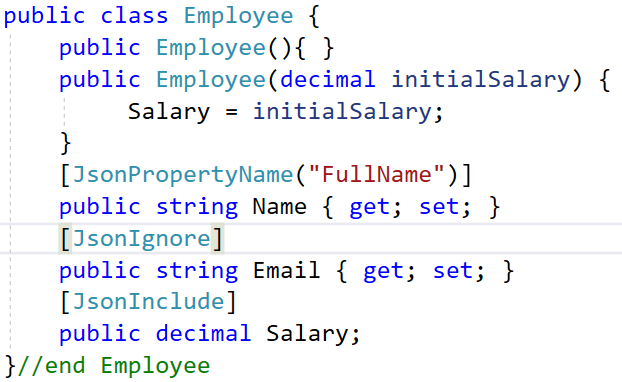 public class Employee {
    public Employee(){ }
    public Employee(decimal initialSalary) {
         Salary = initialSalary;
    }
    [JsonPropertyName("FullName")]
    public string Name { get; set; }
    [JsonIgnore]
    public string Email { get; set; }
    [JsonInclude]
    public decimal Salary;
}//end Employee